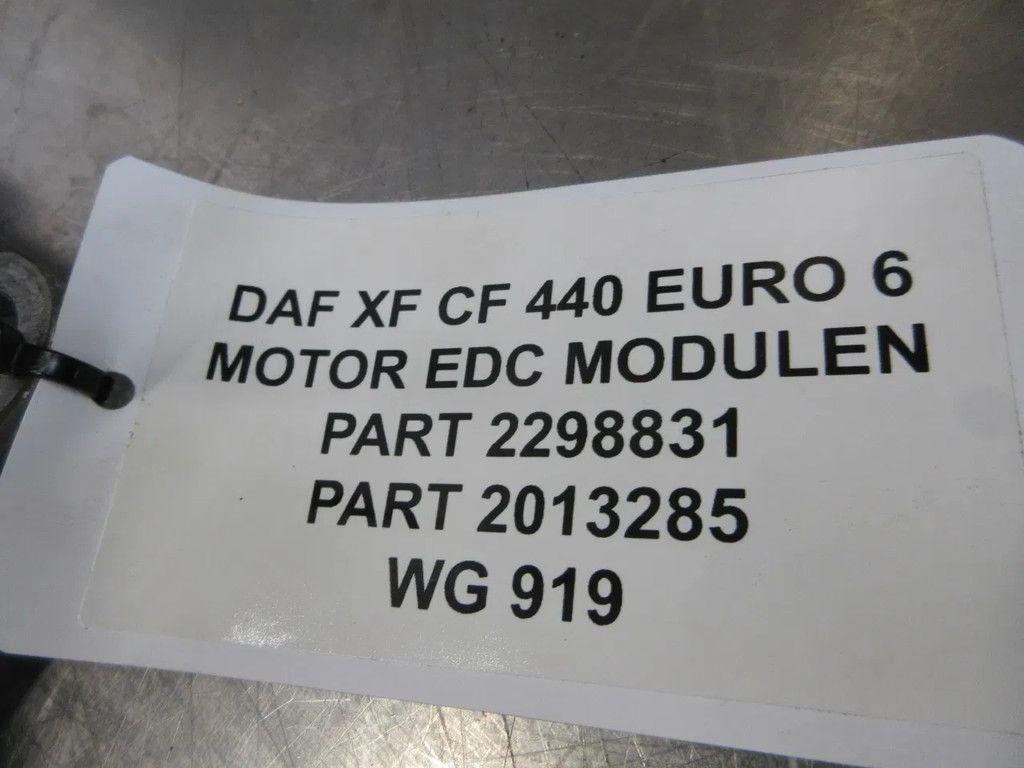 DAF XF CF 440 EURO 6
MOTOR EDC MODULEN
PART 2298831
PART 2013285
WG 919